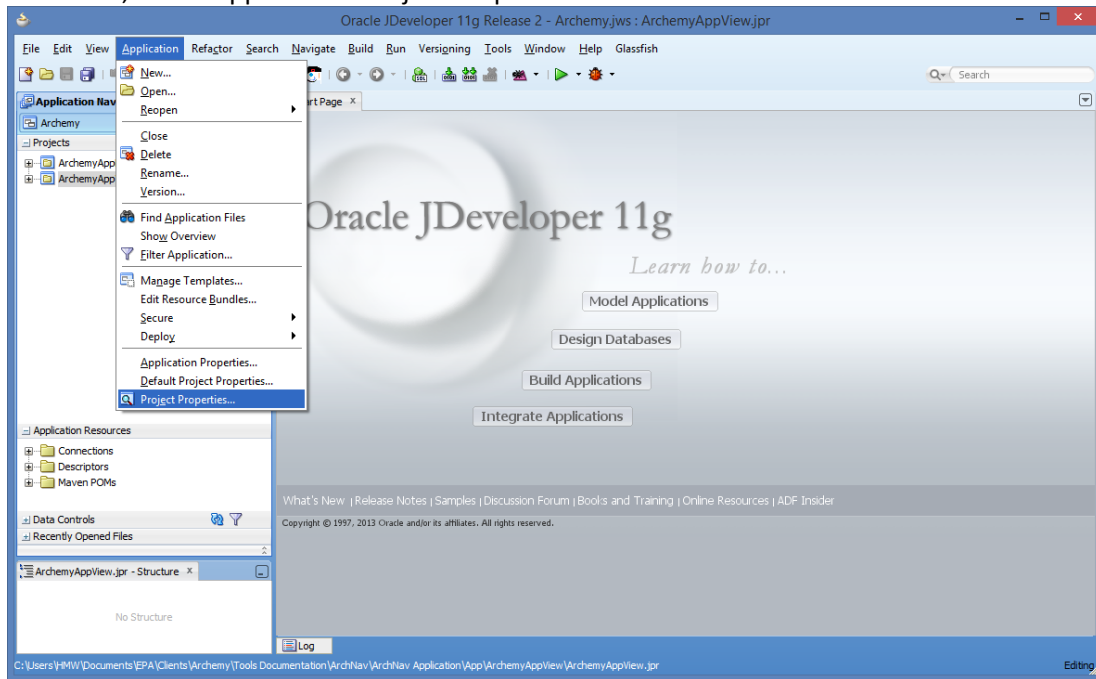 Oracle JDeveloper 11g Release 2 - Archemy.jws : ArchemyAppView.jpr
File Edit View Application Refactor Search Navigate Build Run Versioning Tools Window Help Glassfish
Search
Application Nav
rt Page
Archemy
Projects
ArchemyApp
ArchemyApp
New...
Open...
Reopen
Close
Delete
Rename...
Version...
Find Application Files
Show Overview
Filter Application...
Manage Templates...
Edit Resource Bundles...
Secure
Deploy
Application Properties...
Default Project Properties...
Project Properties...
Oracle JDeveloper 11g
Learn how to...
Model Applications
Design Databases
Build Applications
Integrate Applications
Application Resources
Connections
Descriptors
Maven POMs
What's New | Release Notes | Samples | Discussion Forum | Books and Training | Online Resources | ADF Insider
Copyright © 1997, 2013 Oracle and/or its affiliates. All rights reserved.
Data Controls
Recently Opened Files
ArchemyAppView.jpr - Structure
No Structure
Log
C:\Users\HMW\Documents\EPA\Clients\Archemy\Tools Documentation\ArchNav\ArchNav Application\App\ArchemyAppView\ArchemyAppView.jpr
Editing